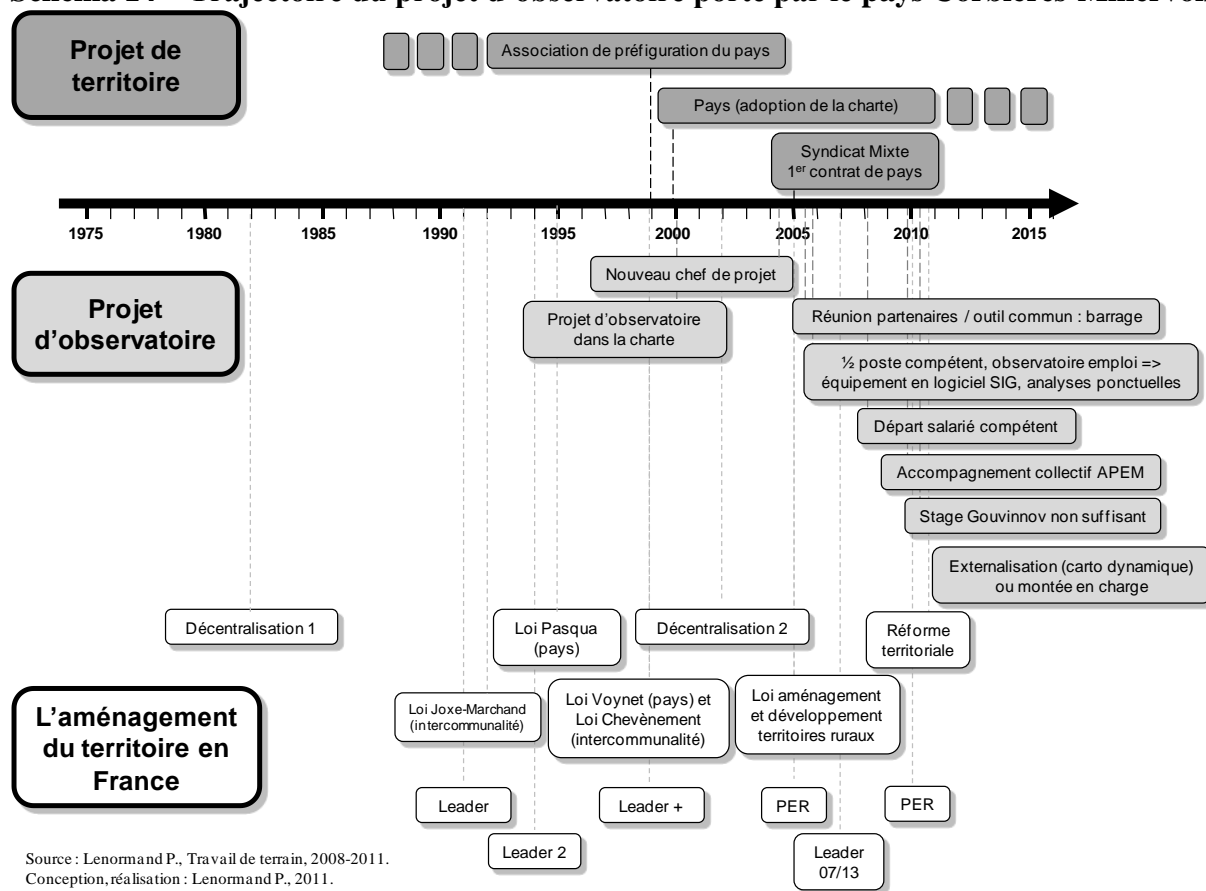 Projet de
territoire
Association de préfiguration du pays
Pays (adoption de la charte)
Syndicat Mixte
1er contrat de pays
1975 1980 1985 1990 1995 2000 2005 2010 2015
Projet
d'observatoire
Nouveau chef de projet
Projet d'observatoire
dans la charte
Réunion partenaires / outil commun : barrage
½ poste compétent, observatoire emploi =>
équipement en logiciel SIG, analyses ponctuelles
Départ salarié compétent
Accompagnement collectif APEM
Stage Gouvinnov non suffisant
Externalisation (carto dynamique)
ou montée en charge
Décentralisation 1
Loi Pasqua
(pays)
Décentralisation 2
Réforme
territoriale
L'aménagement
du territoire en
France
Loi Joxe-Marchand
(intercommunalité)
Loi Voynet (pays) et
Loi Chevènement
(intercommunalité)
Loi aménagement
et développement
territoires ruraux
Leader
Leader +
PER
PER
Leader 2
Leader
07/13
Source : Lenormand P., Travail de terrain, 2008-2011.
Conception, réalisation : Lenormand P., 2011.